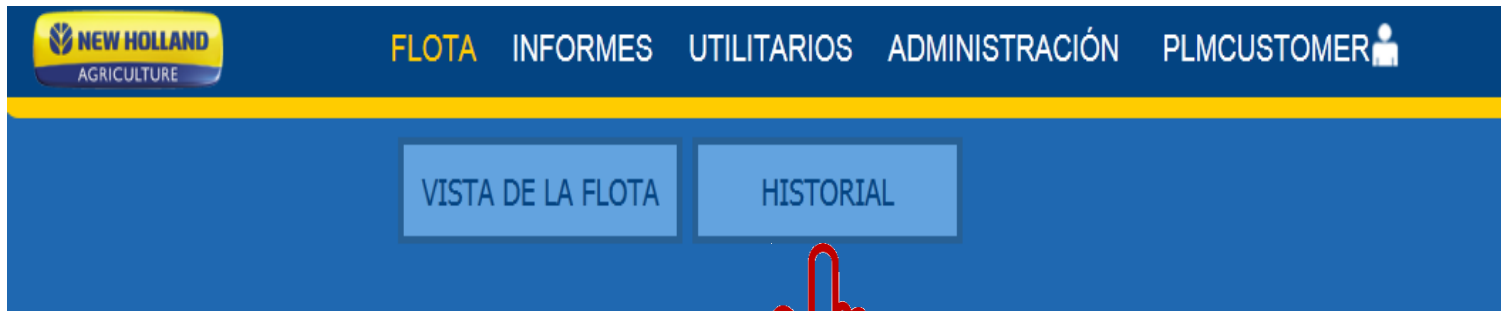 NEW HOLLAND
AGRICULTURE
FLOTA INFORMES UTILITARIOS ADMINISTRACIÓN PLMCUSTOMER
VISTA DE LA FLOTA HISTORIAL